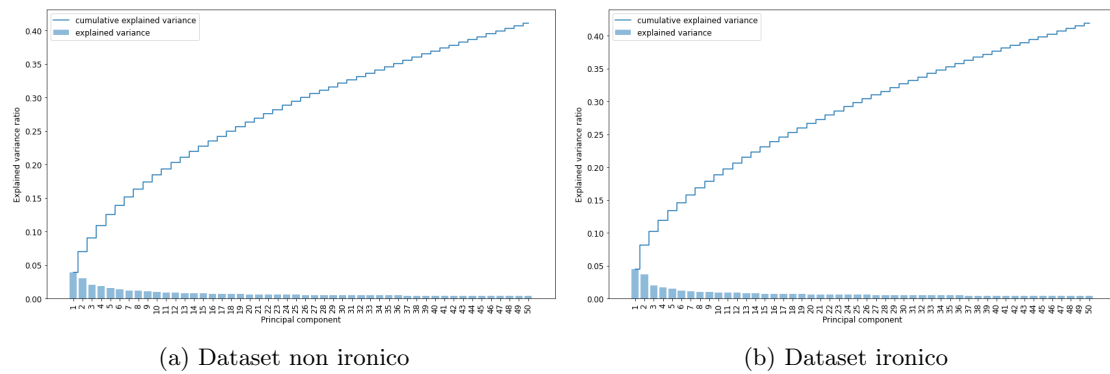 cumulative explained variance
explained variance
0.40
0.35
0.30
0.25
0.20
0.15
0.10
0.05
0.00
Explained variance ratio
1 2 3 4 5 6 7 8 9 10 11 12 13 14 15 16 17 18 19 20 21 22 23 24 25 26 27 28 29 30 31 32 33 34 35 36 37 38 39 40 41 42 43 44 45 46 47 48 49 50
Principal component
(a) Dataset non ironico
cumulative explained variance
explained variance
0.40
0.35
0.30
0.25
0.20
0.15
0.10
0.05
0.00
Explained variance ratio
1 2 3 4 5 6 7 8 9 10 11 12 13 14 15 16 17 18 19 20 21 22 23 24 25 26 27 28 29 30 31 32 33 34 35 36 37 38 39 40 41 42 43 44 45 46 47 48 49 50
Principal component
(b) Dataset ironico